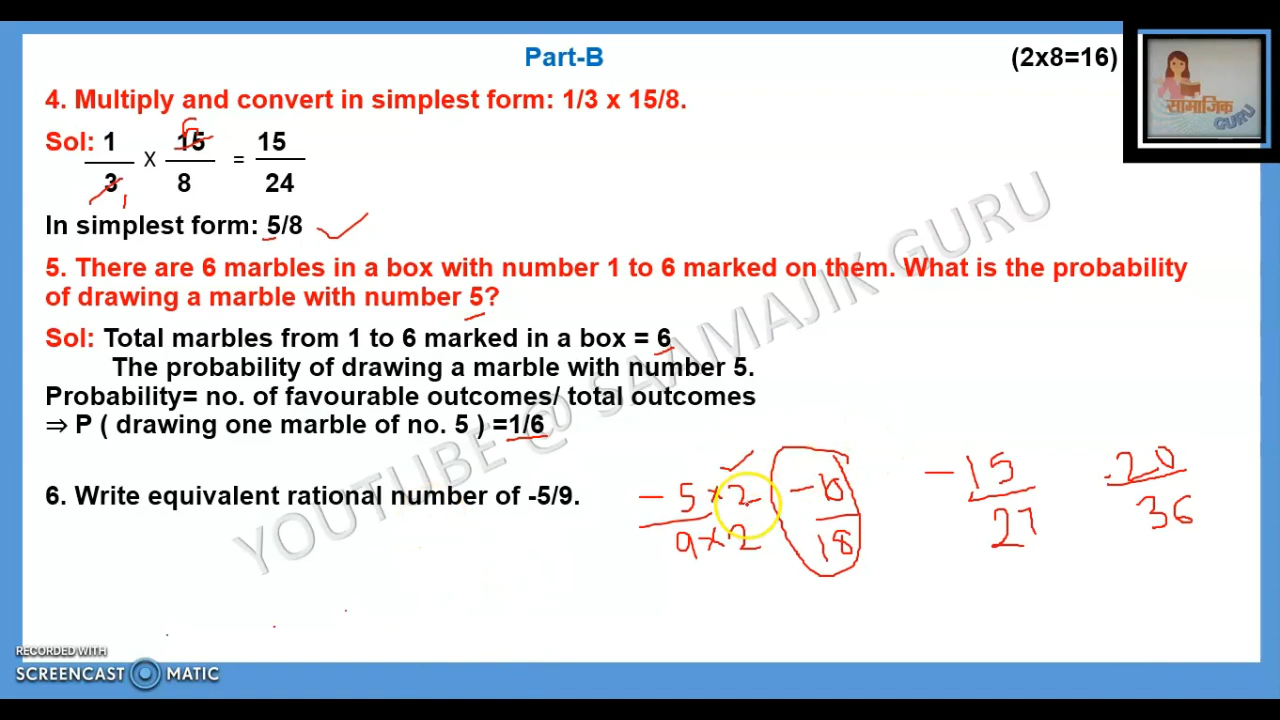 Part-B (2x8=16)
सामाजिक
GURU
4. Multiply and convert in simplest form: 1/3 x 15/8.
5
Sol: 1 15 15
X =
3 8 24
1
In simplest form: 5/8
5. There are 6 marbles in a box with number 1 to 6 marked on them. What is the probability
of drawing a marble with number 5?
Sol: Total marbles from 1 to 6 marked in a box = 6
The probability of drawing a marble with number 5.
Probability= no. of favourable outcomes/ total outcomes
⇒ P ( drawing one marble of no. 5 ) =1/6
6. Write equivalent rational number of -5/9.
-5×2 -10 -15 -20
9×2 18 27 36
YOUTUBE @ SAAMAJIK GURU
RECORDED WITH
SCREENCAST MATIC